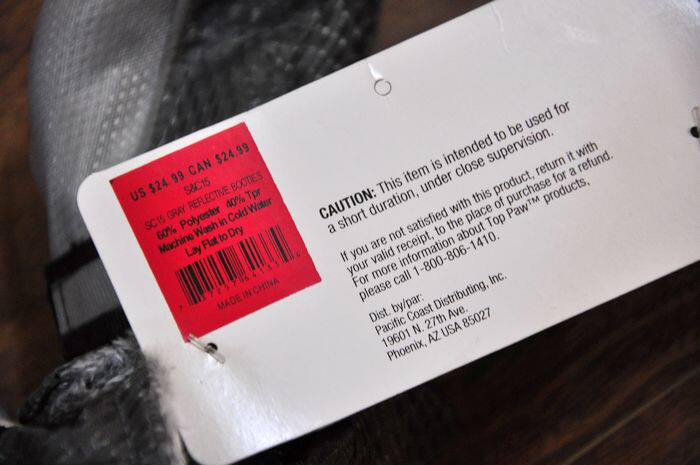 US $24.99 CAN $24.99
S&C15
SC15 GRAY REFLECTIVE BOOTIES
60% Polyester 40% Tpr
Machine Wash in Cold Water
Lay Flat to Dry
MADE IN CHINA
CAUTION: This item is intended to be used for
a short duration, under close supervision.
If you are not satisfied with this product, return it with
your valid receipt, to the place of purchase for a refund.
For more information about Top Paw™ products,
please call 1-800-806-1410.
Dist. by/par:
Pacific Coast Distributing, Inc.
19601 N. 27th Ave.
Phoenix, AZ USA 85027